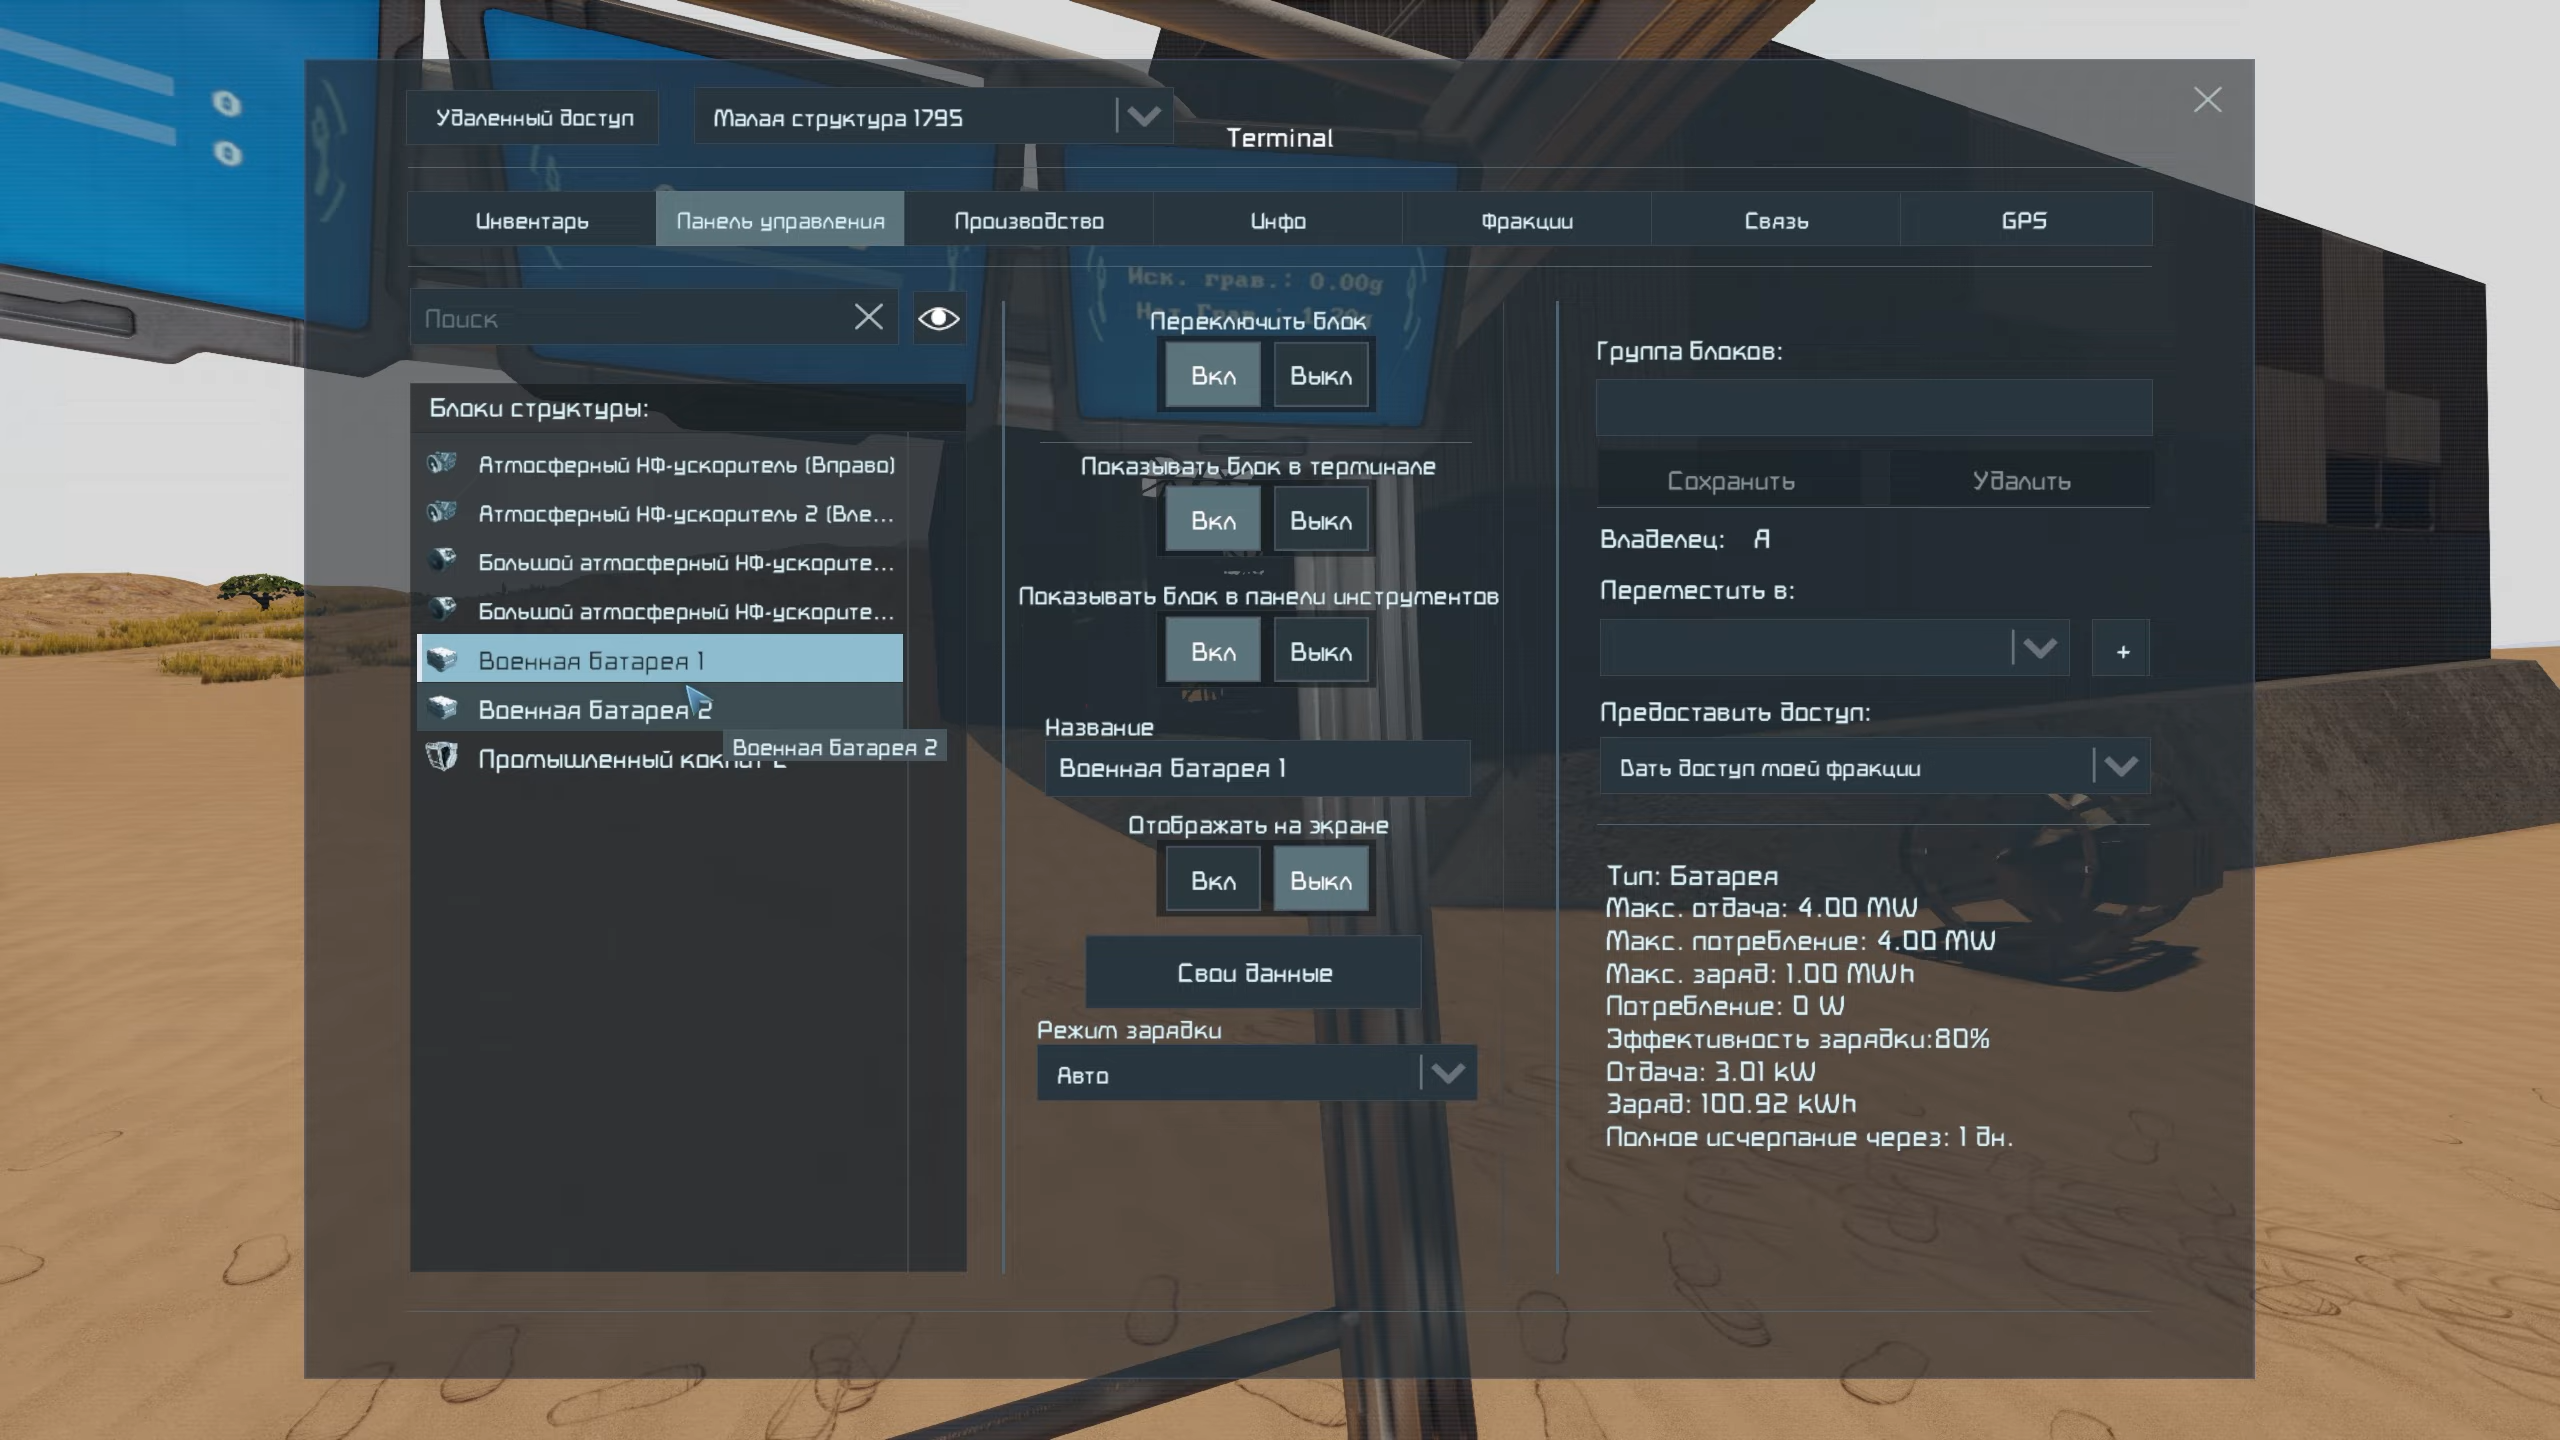 Удаленный доступ
Малая структура 1795
Terminal
Инвентарь
Панель управления
Производство
Инфо
Фракции
Связь
GPS
Иск. грав.: 0.00g
Поиск
Блоки структуры:
Атмосферный НФ-ускоритель (Вправо)
Атмосферный НФ-ускоритель 2 (Вле...
Большой атмосферный НФ-ускорите...
Большой атмосферный НФ-ускорите...
Военная батарея 1
Военная батарея 2
Военная батарея 2
Промышленный
Переключить блок
Вкл
Выкл
Показывать блок в терминале
Вкл
Выкл
Показывать блок в панели инструментов
Вкл
Выкл
Название
Военная батарея 1
Отображать на экране
Вкл
Выкл
Свои данные
Режим зарядки
Авто
Группа блоков:
Сохранить
Удалить
Владелец: A
Переместить в:
+
Предоставить доступ:
Дать доступ моей фракции
Тип: Батарея
Макс. отдача: 4.00 MW
Макс. потребление: 4.00 MW
Макс. заряд: 1.00 MWh
Потребление: 0 W
Эффективность зарядки:80%
Отдача: 3.01 kW
Заряд: 100.92 kWh
Полное исчерпание через: 1 дн.